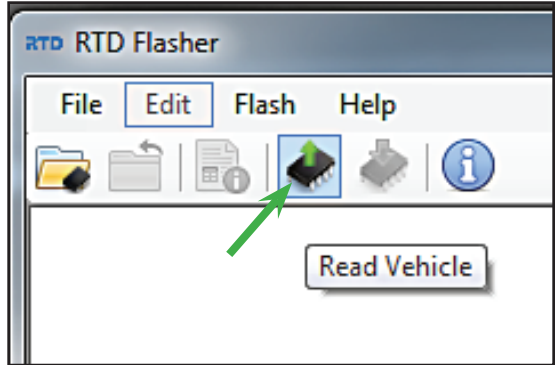 RTD RTD Flasher
File Edit Flash Help
Read Vehicle